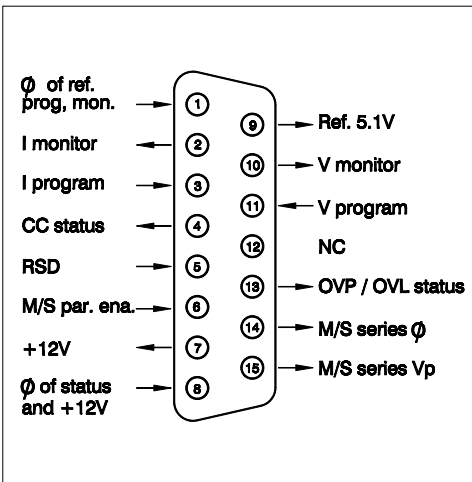 Ø of ref.
prog, mon.
I monitor
I program
CC status
RSD
M/S par. ena.
+12V
Ø of status
and +12V
1
2
3
4
5
6
7
8
9
10
11
12
13
14
15
Ref. 5.1V
V monitor
V program
NC
OVP / OVL status
M/S series Ø
M/S series Vp